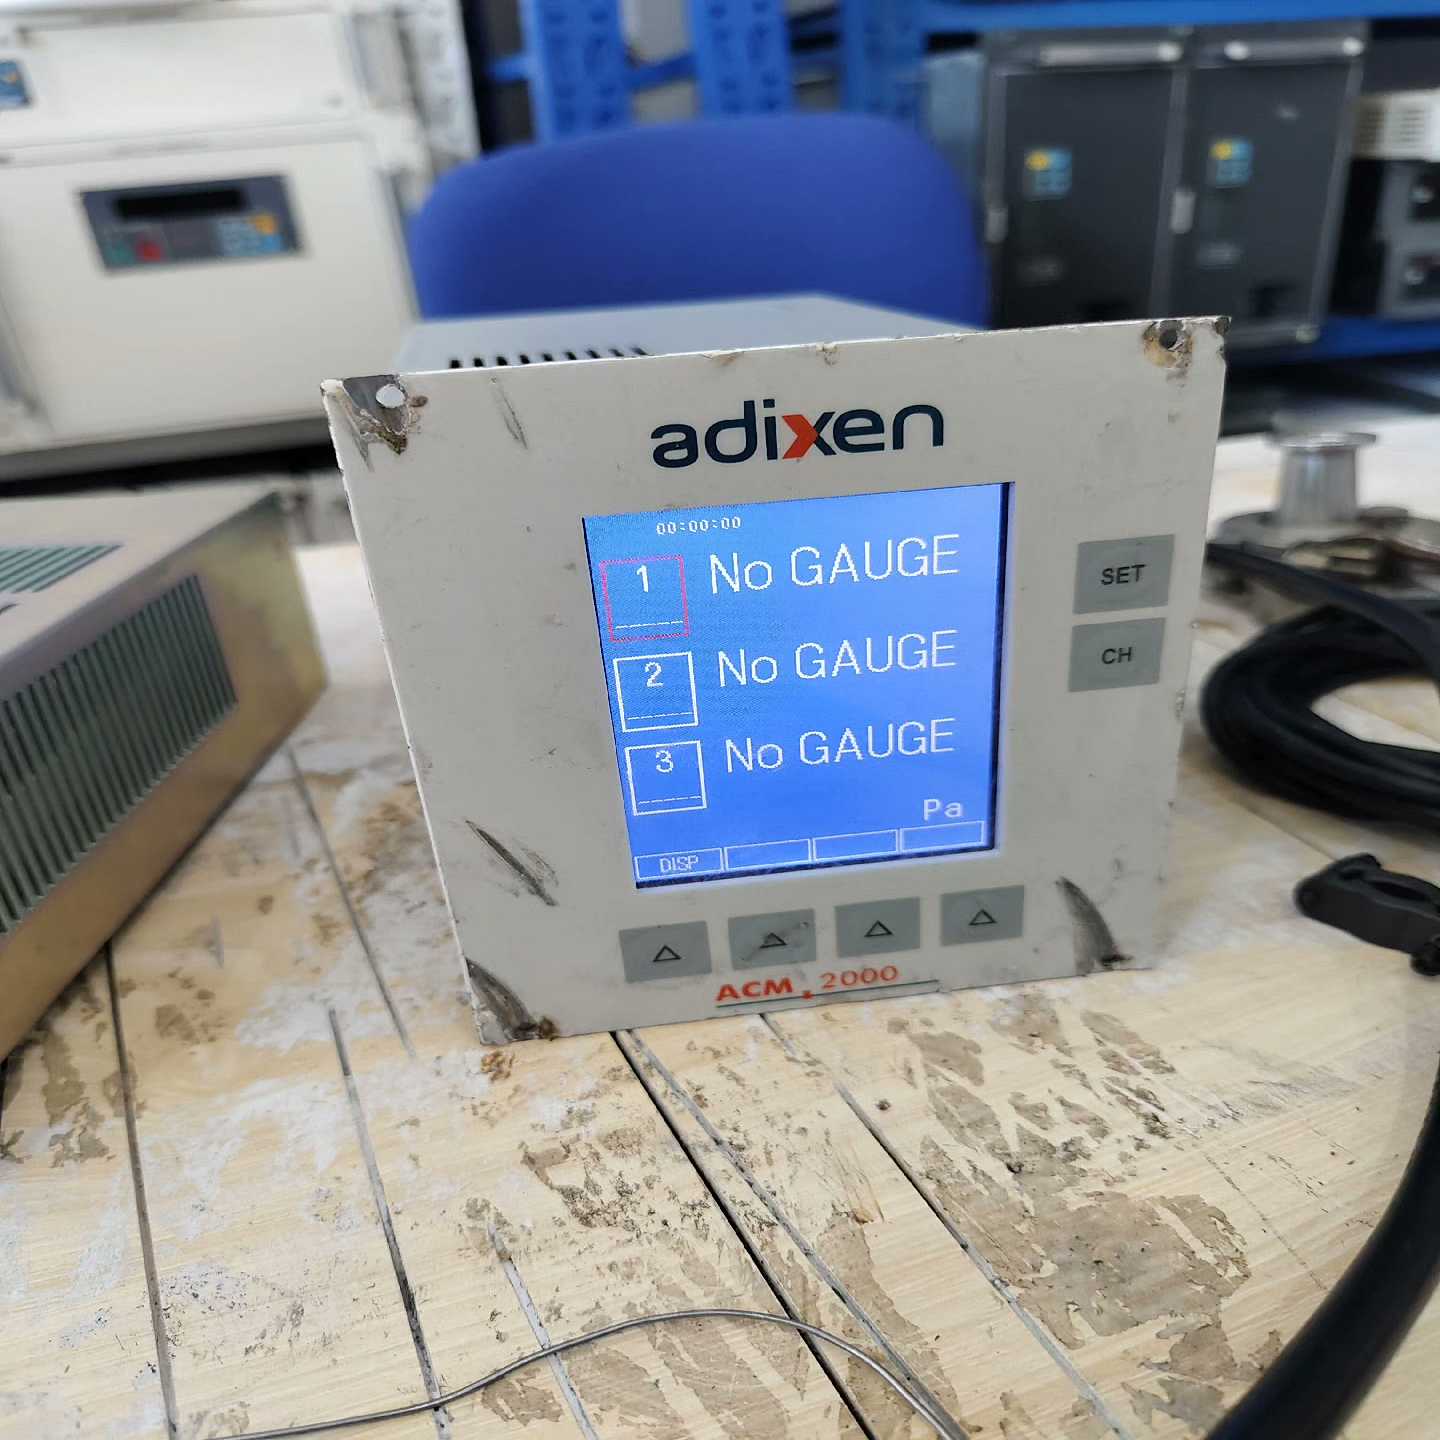 adixen
00:00:00
1 No GAUGE
2 No GAUGE
3 No GAUGE
Pa
DISP
SET
CH
ACM 2000